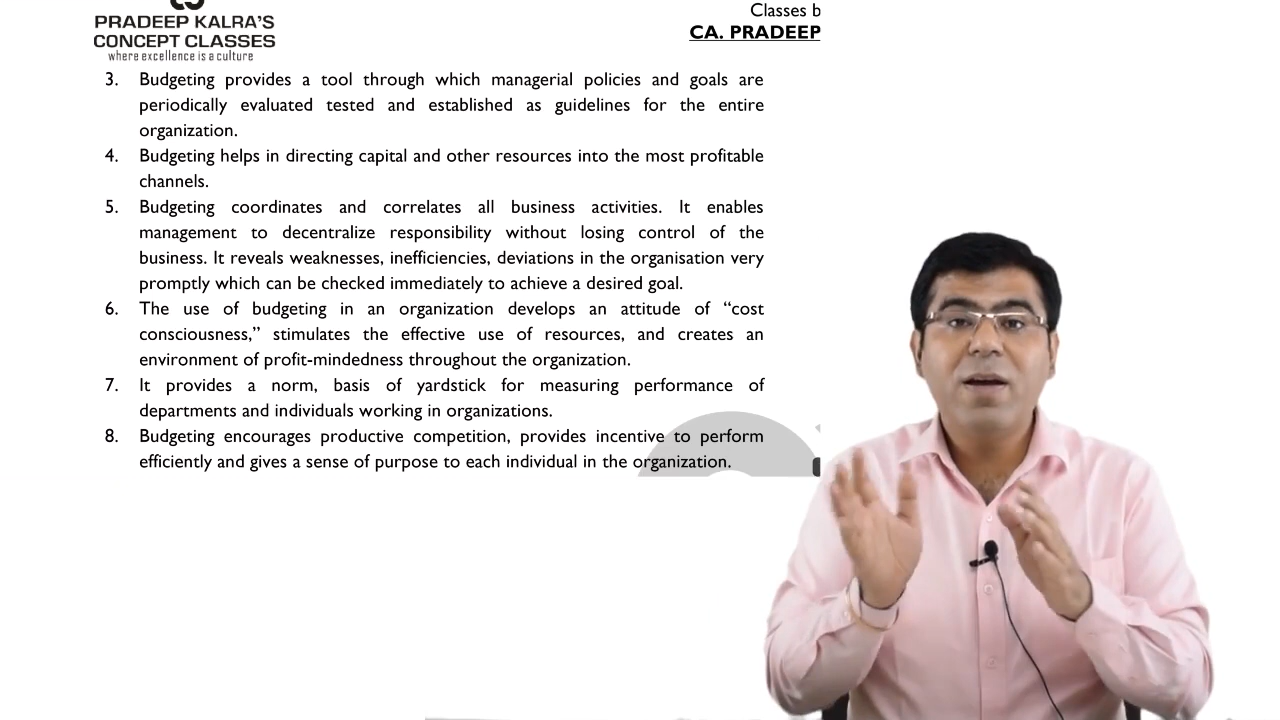 PRADEEP KALRA'S
CONCEPT CLASSES
where excellence is a culture
Classes b
CA. PRADEEP
3. Budgeting provides a tool through which managerial policies and goals are
periodically evaluated tested and established as guidelines for the entire
organization.
4. Budgeting helps in directing capital and other resources into the most profitable
channels.
5. Budgeting coordinates and correlates all business activities. It enables
management to decentralize responsibility without losing control of the
business. It reveals weaknesses, inefficiencies, deviations in the organisation very
promptly which can be checked immediately to achieve a desired goal.
6. The use of budgeting in an organization develops an attitude of “cost
consciousness,” stimulates the effective use of resources, and creates an
environment of profit-mindedness throughout the organization.
7. It provides a norm, basis of yardstick for measuring performance of
departments and individuals working in organizations.
8. Budgeting encourages productive competition, provides incentive to perform
efficiently and gives a sense of purpose to each individual in the organization.